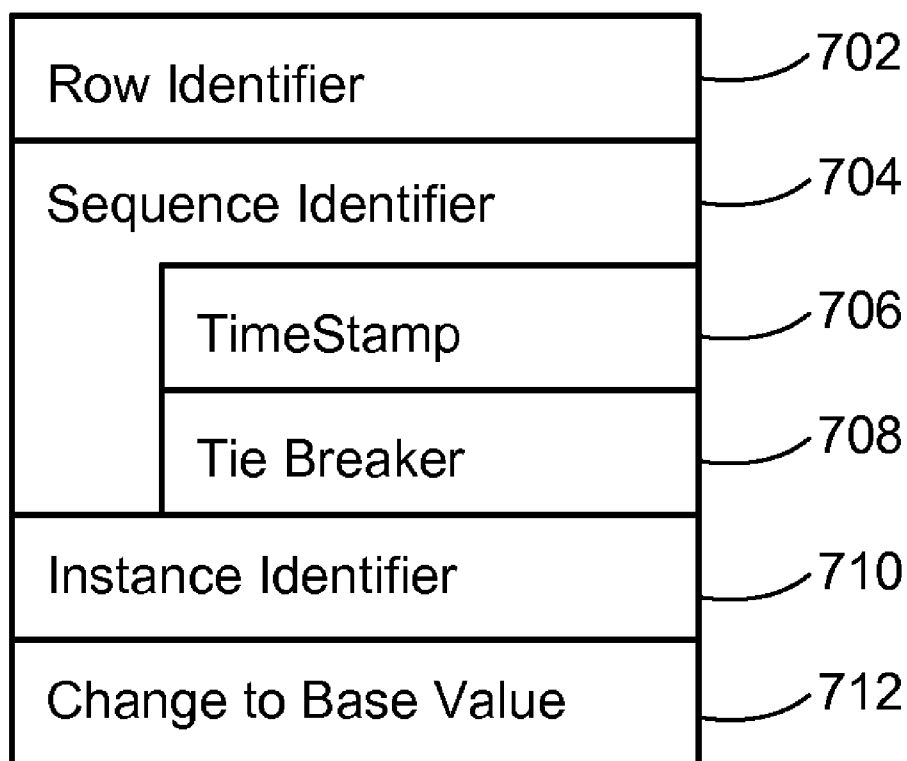 Row Identifier 702
Sequence Identifier 704
TimeStamp 706
Tie Breaker 708
Instance Identifier 710
Change to Base Value 712